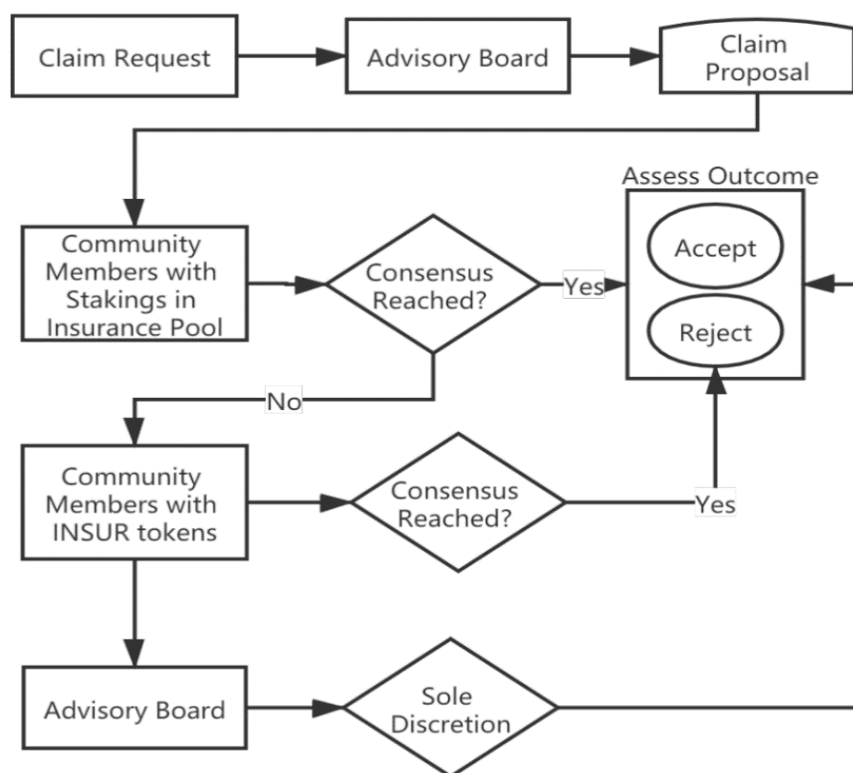 Claim Request
Advisory Board
Claim
Proposal
Assess Outcome
Community
Members with
Stakings in
Insurance Pool
Consensus
Reached?
Yes
Accept
Reject
No
Community
Members with
INSUR tokens
Consensus
Reached?
Yes
Advisory Board
Sole
Discretion